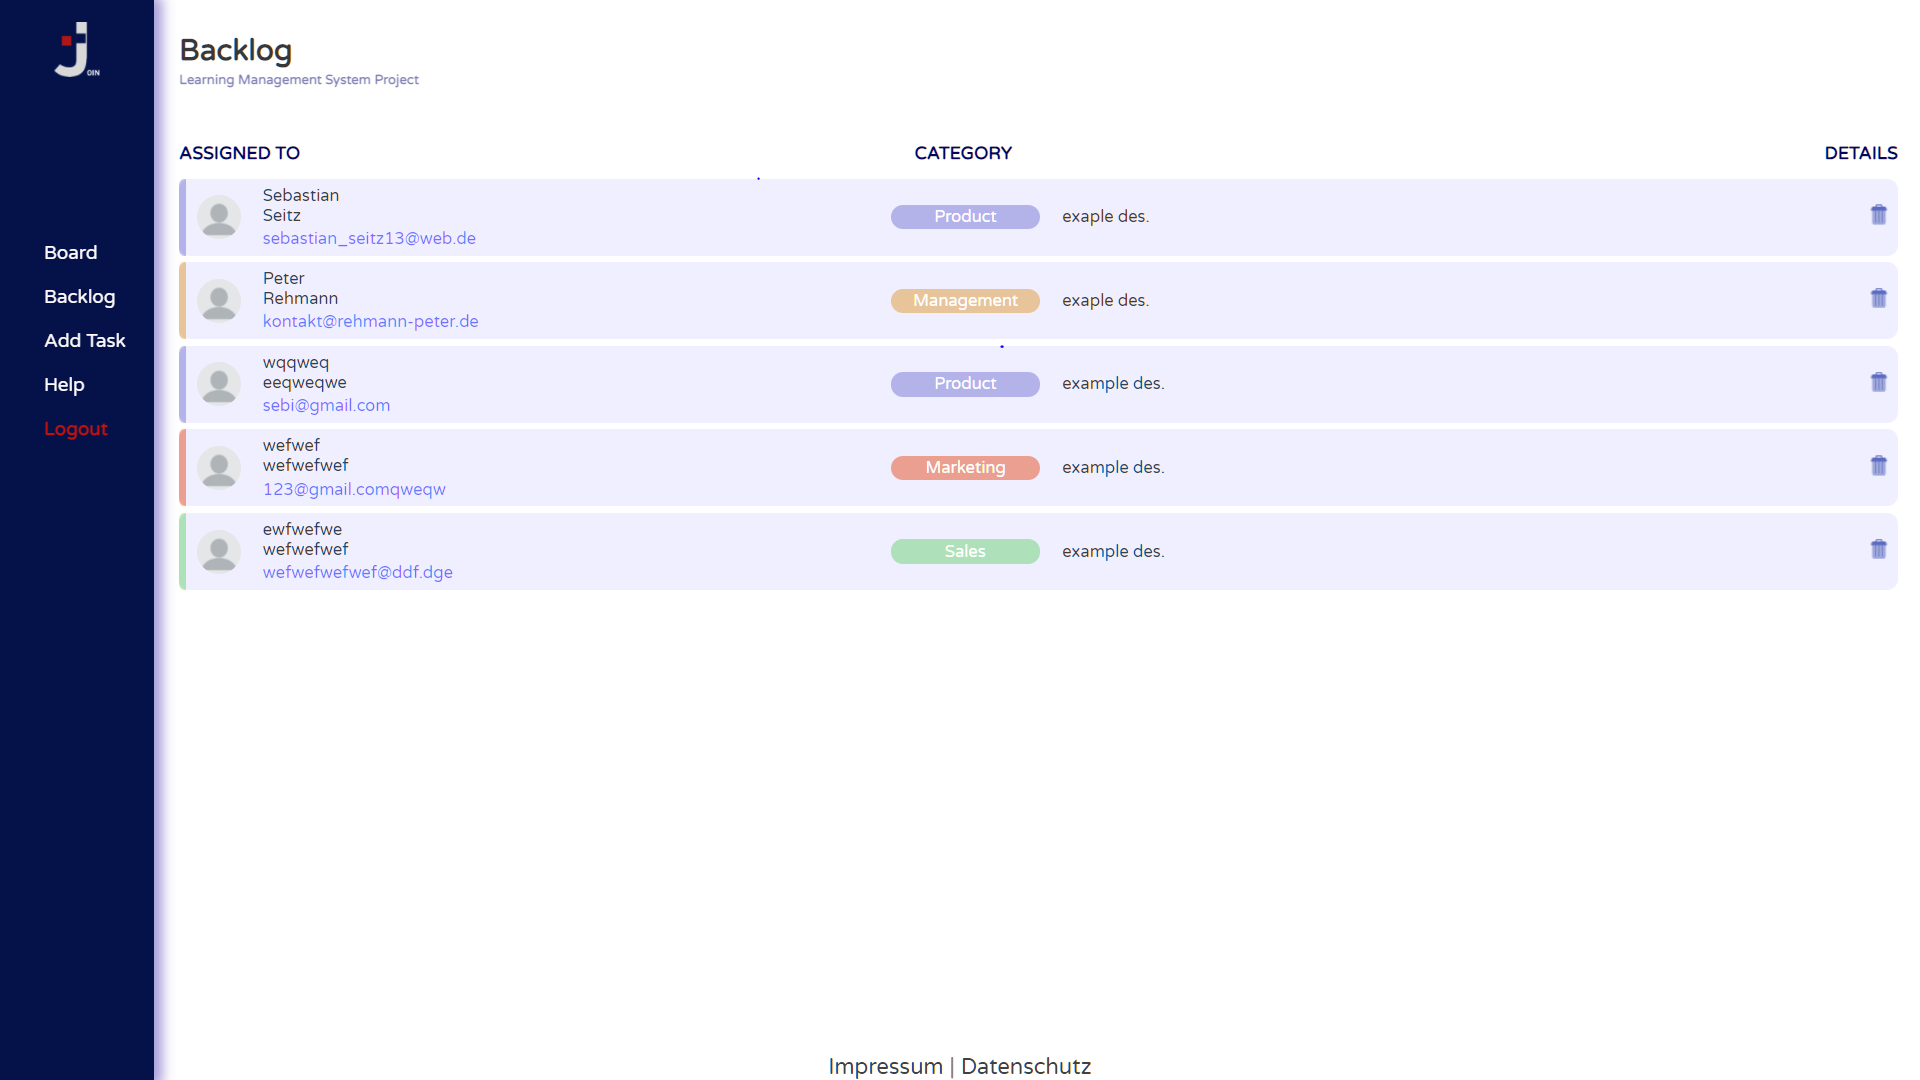 JOIN
Board
Backlog
Add Task
Help
Logout
Backlog
Learning Management System Project
ASSIGNED TO CATEGORY DETAILS
Sebastian
Seitz
sebastian_seitz13@web.de
Product exaple des.
Peter
Rehmann
kontakt@rehmann-peter.de
Management exaple des.
wqqweq
eeqweqwe
sebi@gmail.com
Product example des.
wefwef
wefwefwef
123@gmail.comqweqw
Marketing example des.
ewfwefwe
wefwefwef
wefwefwefwef@ddf.dge
Sales example des.
Impressum | Datenschutz